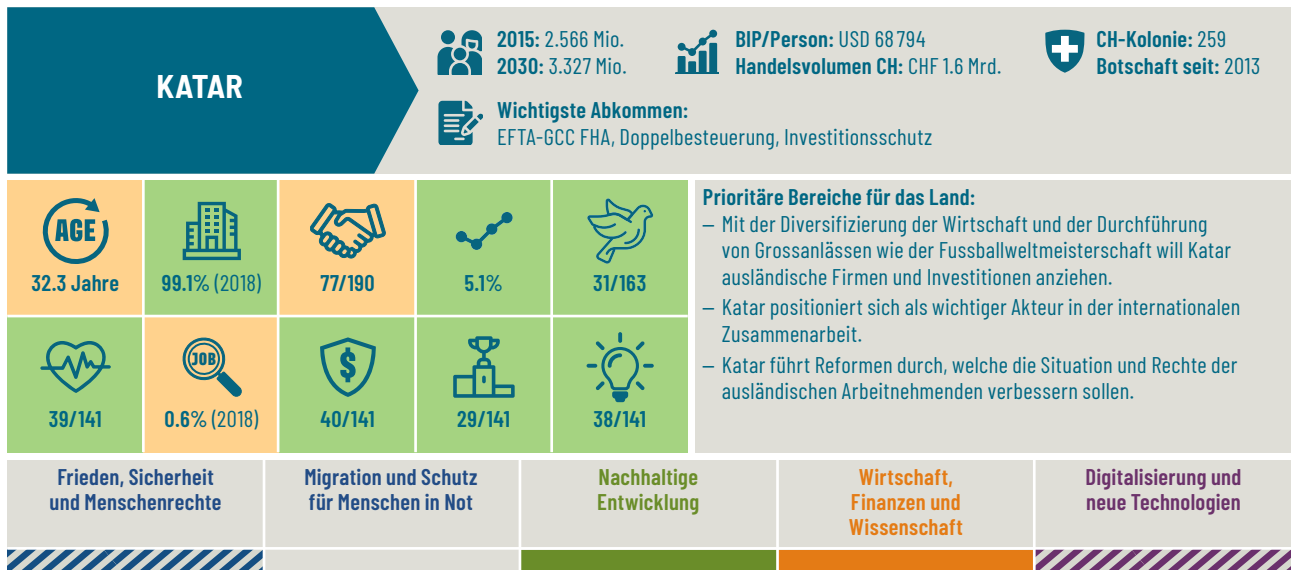 KATAR
2015: 2.566 Mio.
2030: 3.327 Mio.
BIP/Person: USD 68 794
Handelsvolumen CH: CHF 1.6 Mrd.
CH-Kolonie: 259
Botschaft seit: 2013
Wichtigste Abkommen:
EFTA-GCC FHA, Doppelbesteuerung, Investitionsschutz
AGE
32.3 Jahre
99.1% (2018)
77/190
5.1%
31/163
39/141
JOB
0.6% (2018)
$
40/141
29/141
38/141
Prioritäre Bereiche für das Land:
– Mit der Diversifizierung der Wirtschaft und der Durchführung
von Grossanlässen wie der Fussballweltmeisterschaft will Katar
ausländische Firmen und Investitionen anziehen.
– Katar positioniert sich als wichtiger Akteur in der internationalen
Zusammenarbeit.
– Katar führt Reformen durch, welche die Situation und Rechte der
ausländischen Arbeitnehmenden verbessern sollen.
Frieden, Sicherheit
und Menschenrechte
Migration und Schutz
für Menschen in Not
Nachhaltige
Entwicklung
Wirtschaft,
Finanzen und
Wissenschaft
Digitalisierung und
neue Technologien